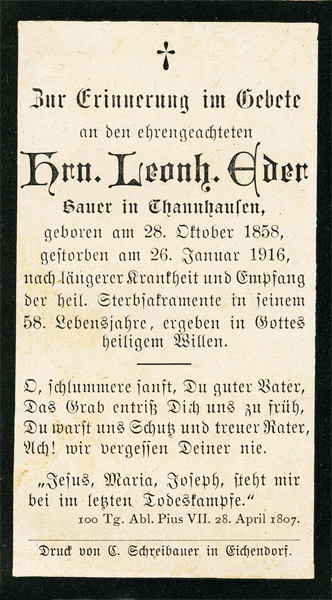 Zur Erinnerung im Gebete
an den ehrengeachteten
Hrn. Leonh. Eder
Bauer in Thannhausen,
geboren am 28. Oktober 1858,
gestorben am 26. Januar 1916,
nach längerer Krankheit und Empfang
der heil. Sterbsakramente in seinem
58. Lebensjahre, ergeben in Gottes
heiligem Willen.
O, schlummere sanft, Du guter Vater,
Das Grab entriß Dich uns zu früh,
Du warst uns Schutz und treuer Rater,
Ach! wir vergessen Deiner nie.
„Jesus, Maria, Joseph, steht mir
bei im letzten Todeskampfe."
100 Tg. Abl. Pius VII. 28. April 1807.
Druck von C. Schreibauer in Eichendorf.